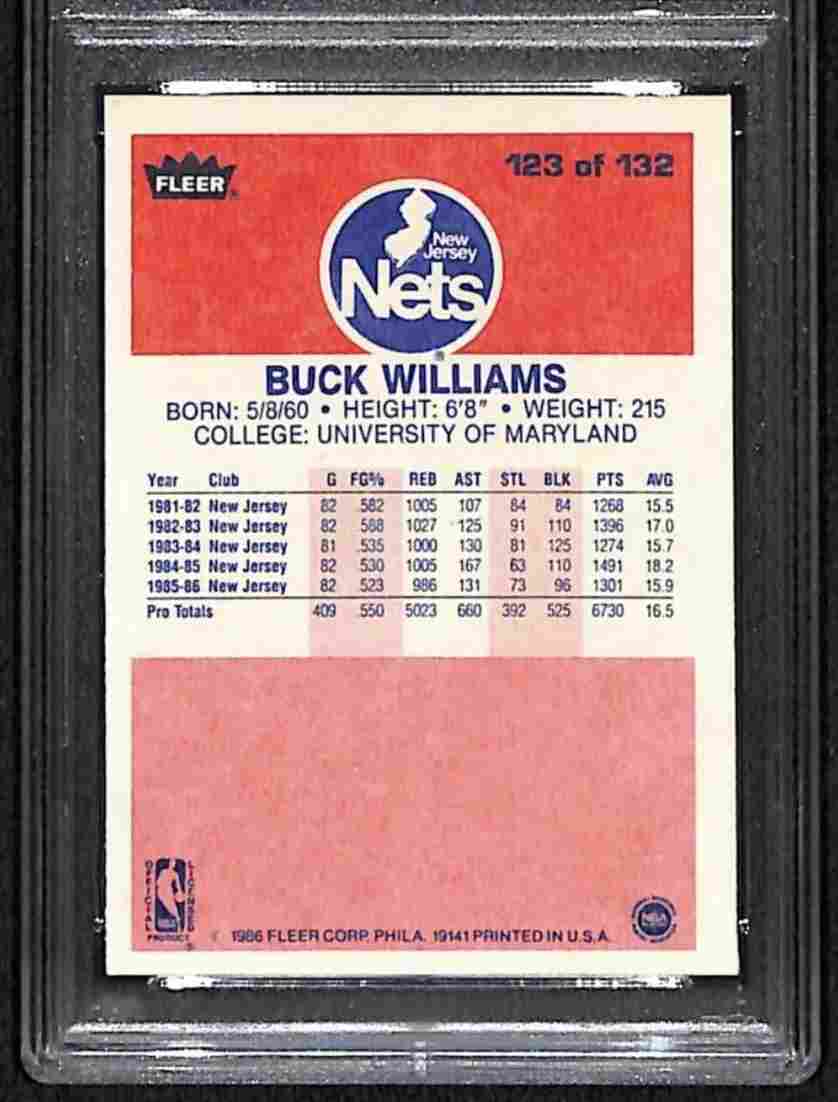 FLEER
123 of 132
New
Jersey
Nets
BUCK WILLIAMS
BORN: 5/8/60 • HEIGHT: 6'8" • WEIGHT: 215
COLLEGE: UNIVERSITY OF MARYLAND
Year Club G FG% REB AST STL BLK PTS AVG
1981-82 New Jersey 82 .582 1005 107 84 84 1268 15.5
1982-83 New Jersey 82 .588 1027 125 91 110 1396 17.0
1983-84 New Jersey 81 .535 1000 130 81 125 1274 15.7
1984-85 New Jersey 82 .530 1005 167 63 110 1491 18.2
1985-86 New Jersey 82 .523 986 131 73 96 1301 15.9
Pro Totals 409 .550 5023 660 392 525 6730 16.5
OFFICIAL LICENSED
NBA
PRODUCT
© 1986 FLEER CORP. PHILA. 19141 PRINTED IN U.S.A.
NBA